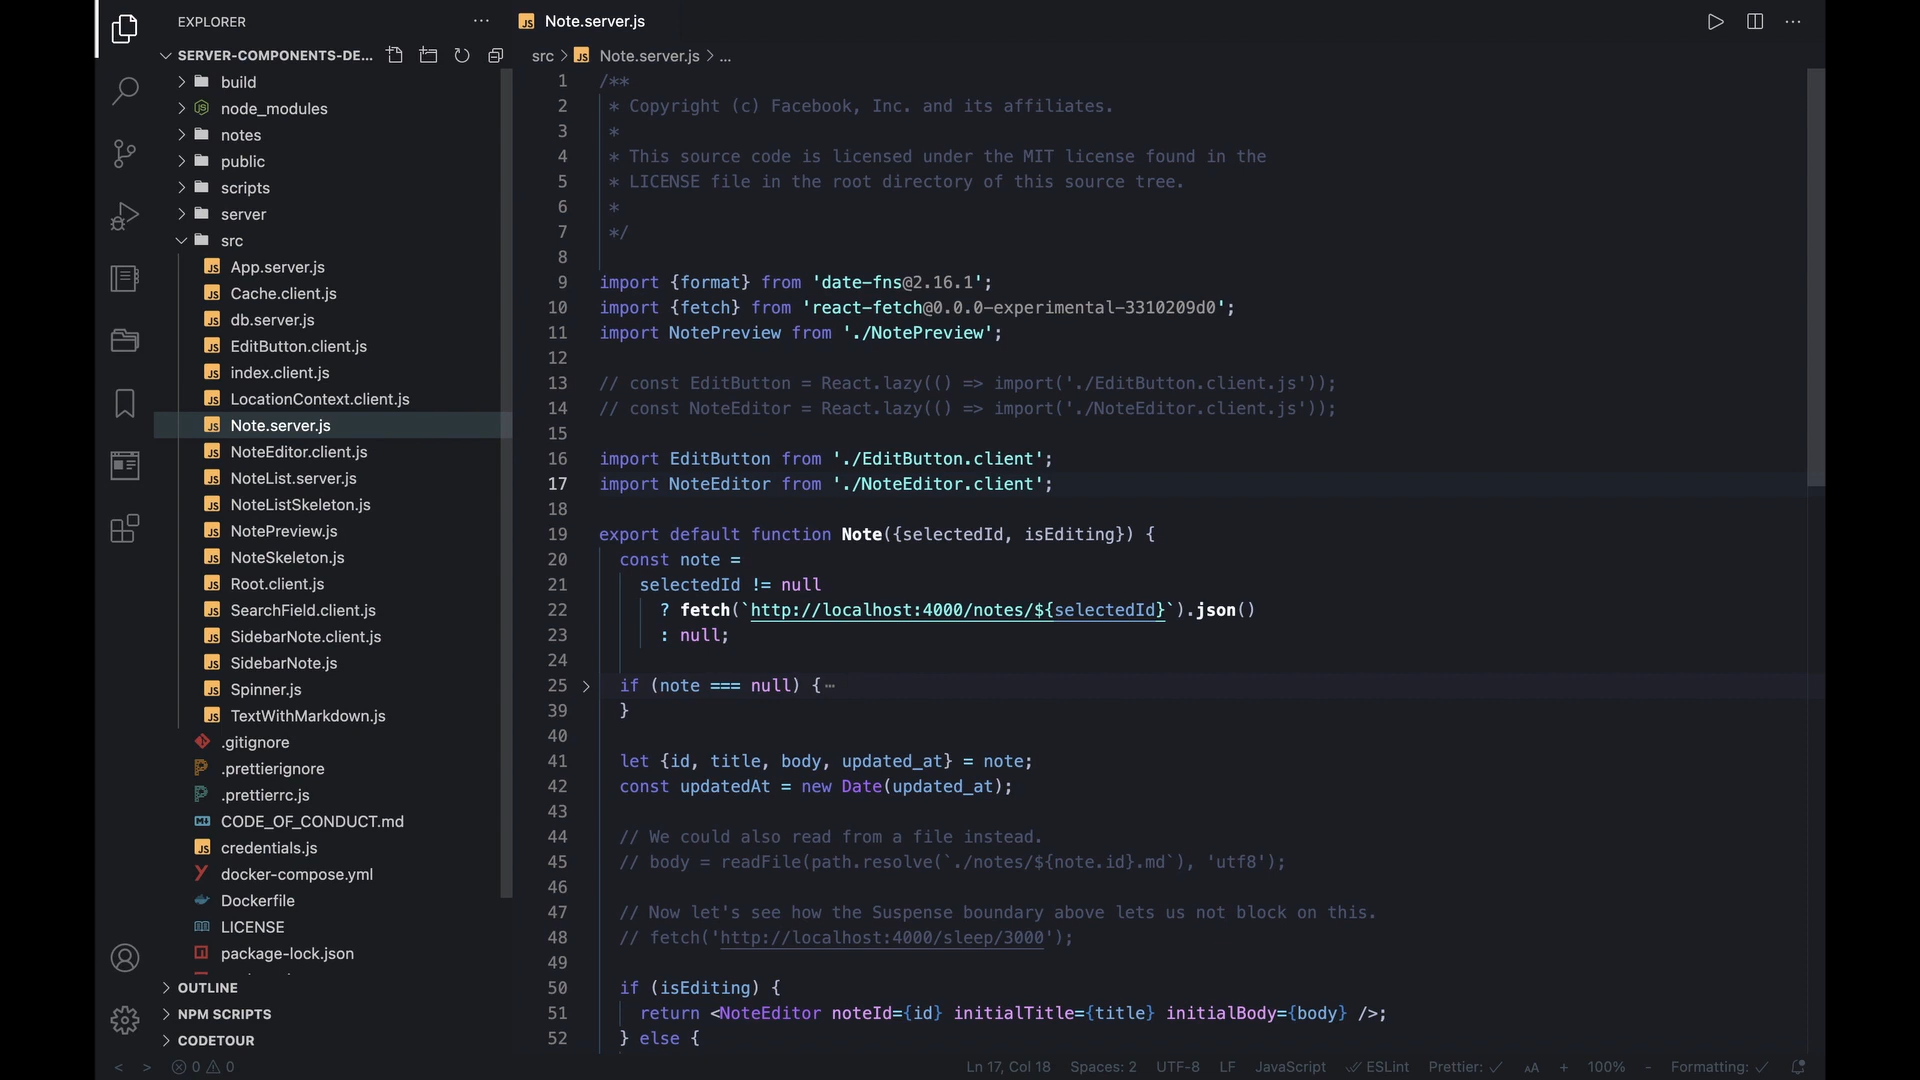 EXPLORER
SERVER-COMPONENTS-DE...
build
node_modules
notes
public
scripts
server
src
App.server.js
Cache.client.js
db.server.js
EditButton.client.js
index.client.js
LocationContext.client.js
Note.server.js
NoteEditor.client.js
NoteList.server.js
NoteListSkeleton.js
NotePreview.js
NoteSkeleton.js
Root.client.js
SearchField.client.js
SidebarNote.client.js
SidebarNote.js
Spinner.js
TextWithMarkdown.js
.gitignore
.prettierignore
.prettierrc.js
CODE_OF_CONDUCT.md
credentials.js
docker-compose.yml
Dockerfile
LICENSE
package-lock.json
OUTLINE
NPM SCRIPTS
CODETOUR
JS Note.server.js
src > JS Note.server.js > ...
1 /**
2 * Copyright (c) Facebook, Inc. and its affiliates.
3 *
4 * This source code is licensed under the MIT license found in the
5 * LICENSE file in the root directory of this source tree.
6 *
7 */
8
9 import {format} from 'date-fns@2.16.1';
10 import {fetch} from 'react-fetch@0.0.0-experimental-3310209d0';
11 import NotePreview from './NotePreview';
12
13 // const EditButton = React.lazy(() => import('./EditButton.client.js'));
14 // const NoteEditor = React.lazy(() => import('./NoteEditor.client.js'));
15
16 import EditButton from './EditButton.client';
17 import NoteEditor from './NoteEditor.client';
18
19 export default function Note({selectedId, isEditing}) {
20 const note =
21 selectedId != null
22 ? fetch(`http://localhost:4000/notes/${selectedId}`).json()
23 : null;
24
25 if (note === null) {⋯
39 }
40
41 let {id, title, body, updated_at} = note;
42 const updatedAt = new Date(updated_at);
43
44 // We could also read from a file instead.
45 // body = readFile(path.resolve(`./notes/${note.id}.md`), 'utf8');
46
47 // Now let's see how the Suspense boundary above lets us not block on this.
48 // fetch('http://localhost:4000/sleep/3000');
49
50 if (isEditing) {
51 return <NoteEditor noteId={id} initialTitle={title} initialBody={body} />;
52 } else {
< > 0 0 Ln 17, Col 18 Spaces: 2 UTF-8 LF JavaScript ESLint Prettier: ✓ AA + 100% - Formatting: ✓